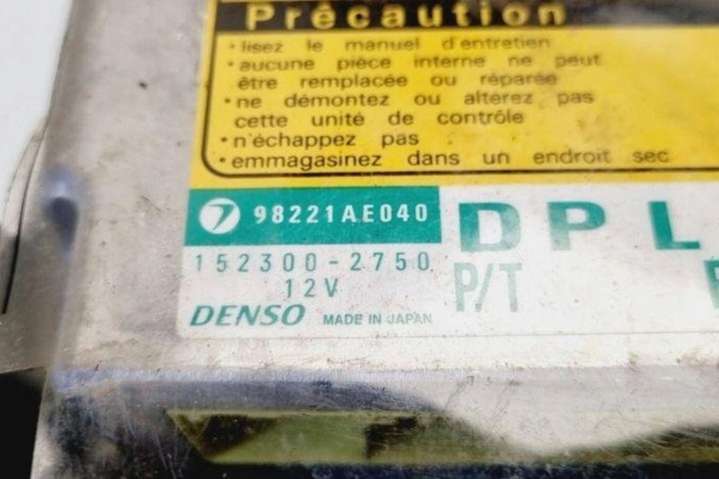 Précaution
•lisez le manuel d'entretien
•aucune pièce interne ne peut
être remplacée ou réparée
•ne démontez ou alterez pas
cette unité de contrôle
•n'échappez pas
•emmagasinez dans un endroit sec
98221AE040
DPL
152300-2750
P/T
12V
DENSO MADE IN JAPAN